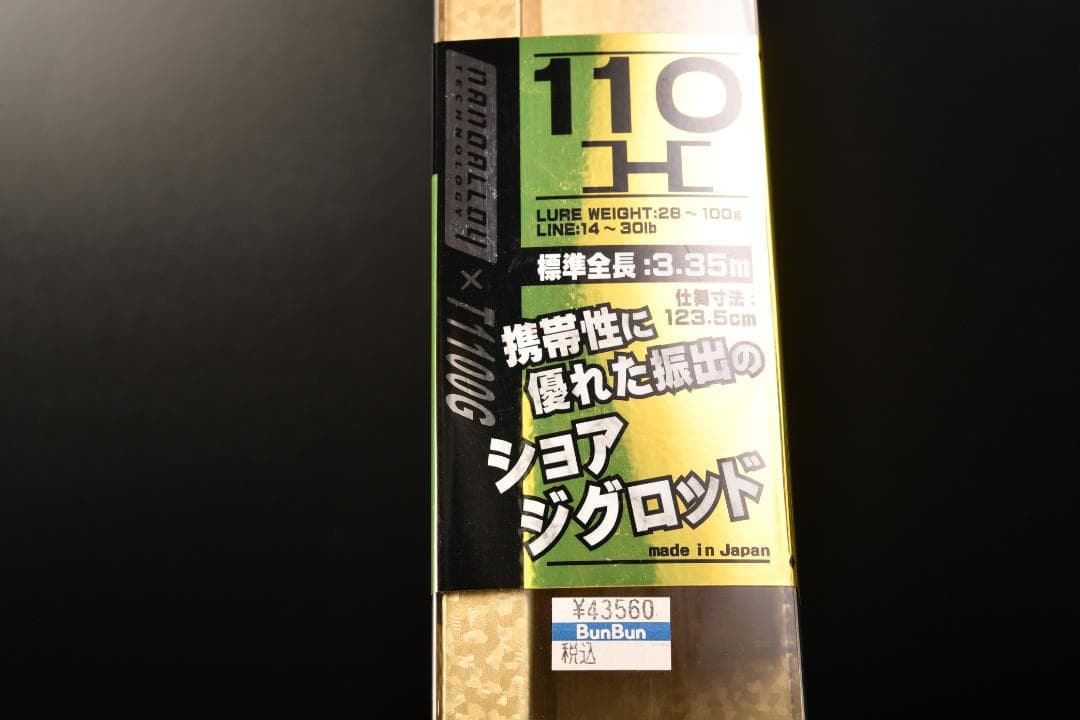 nanoalloy
TECHNOLOGY
× T1100G
110
H
LURE WEIGHT:28～100g
LINE:14～30lb
標準全長:3.35m
仕舞寸法:
123.5cm
携帯性に
優れた振出の
ショア
ジグロッド
made in Japan
¥43560
BunBun
税込